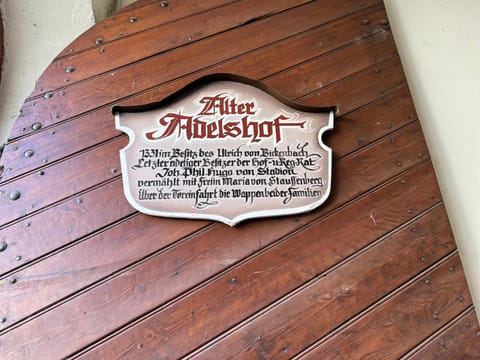 Alter
Adelshof
1331 im Besitz des Ulrich von Bickenbach
Letzter adeliger Besitzer der Hof-u Reg Rat
Joh Phil Hugo von Stadion
vermählt mit Freiin Maria von Stauffenberg
Über der Toreinfahrt die Wappen beider Familien